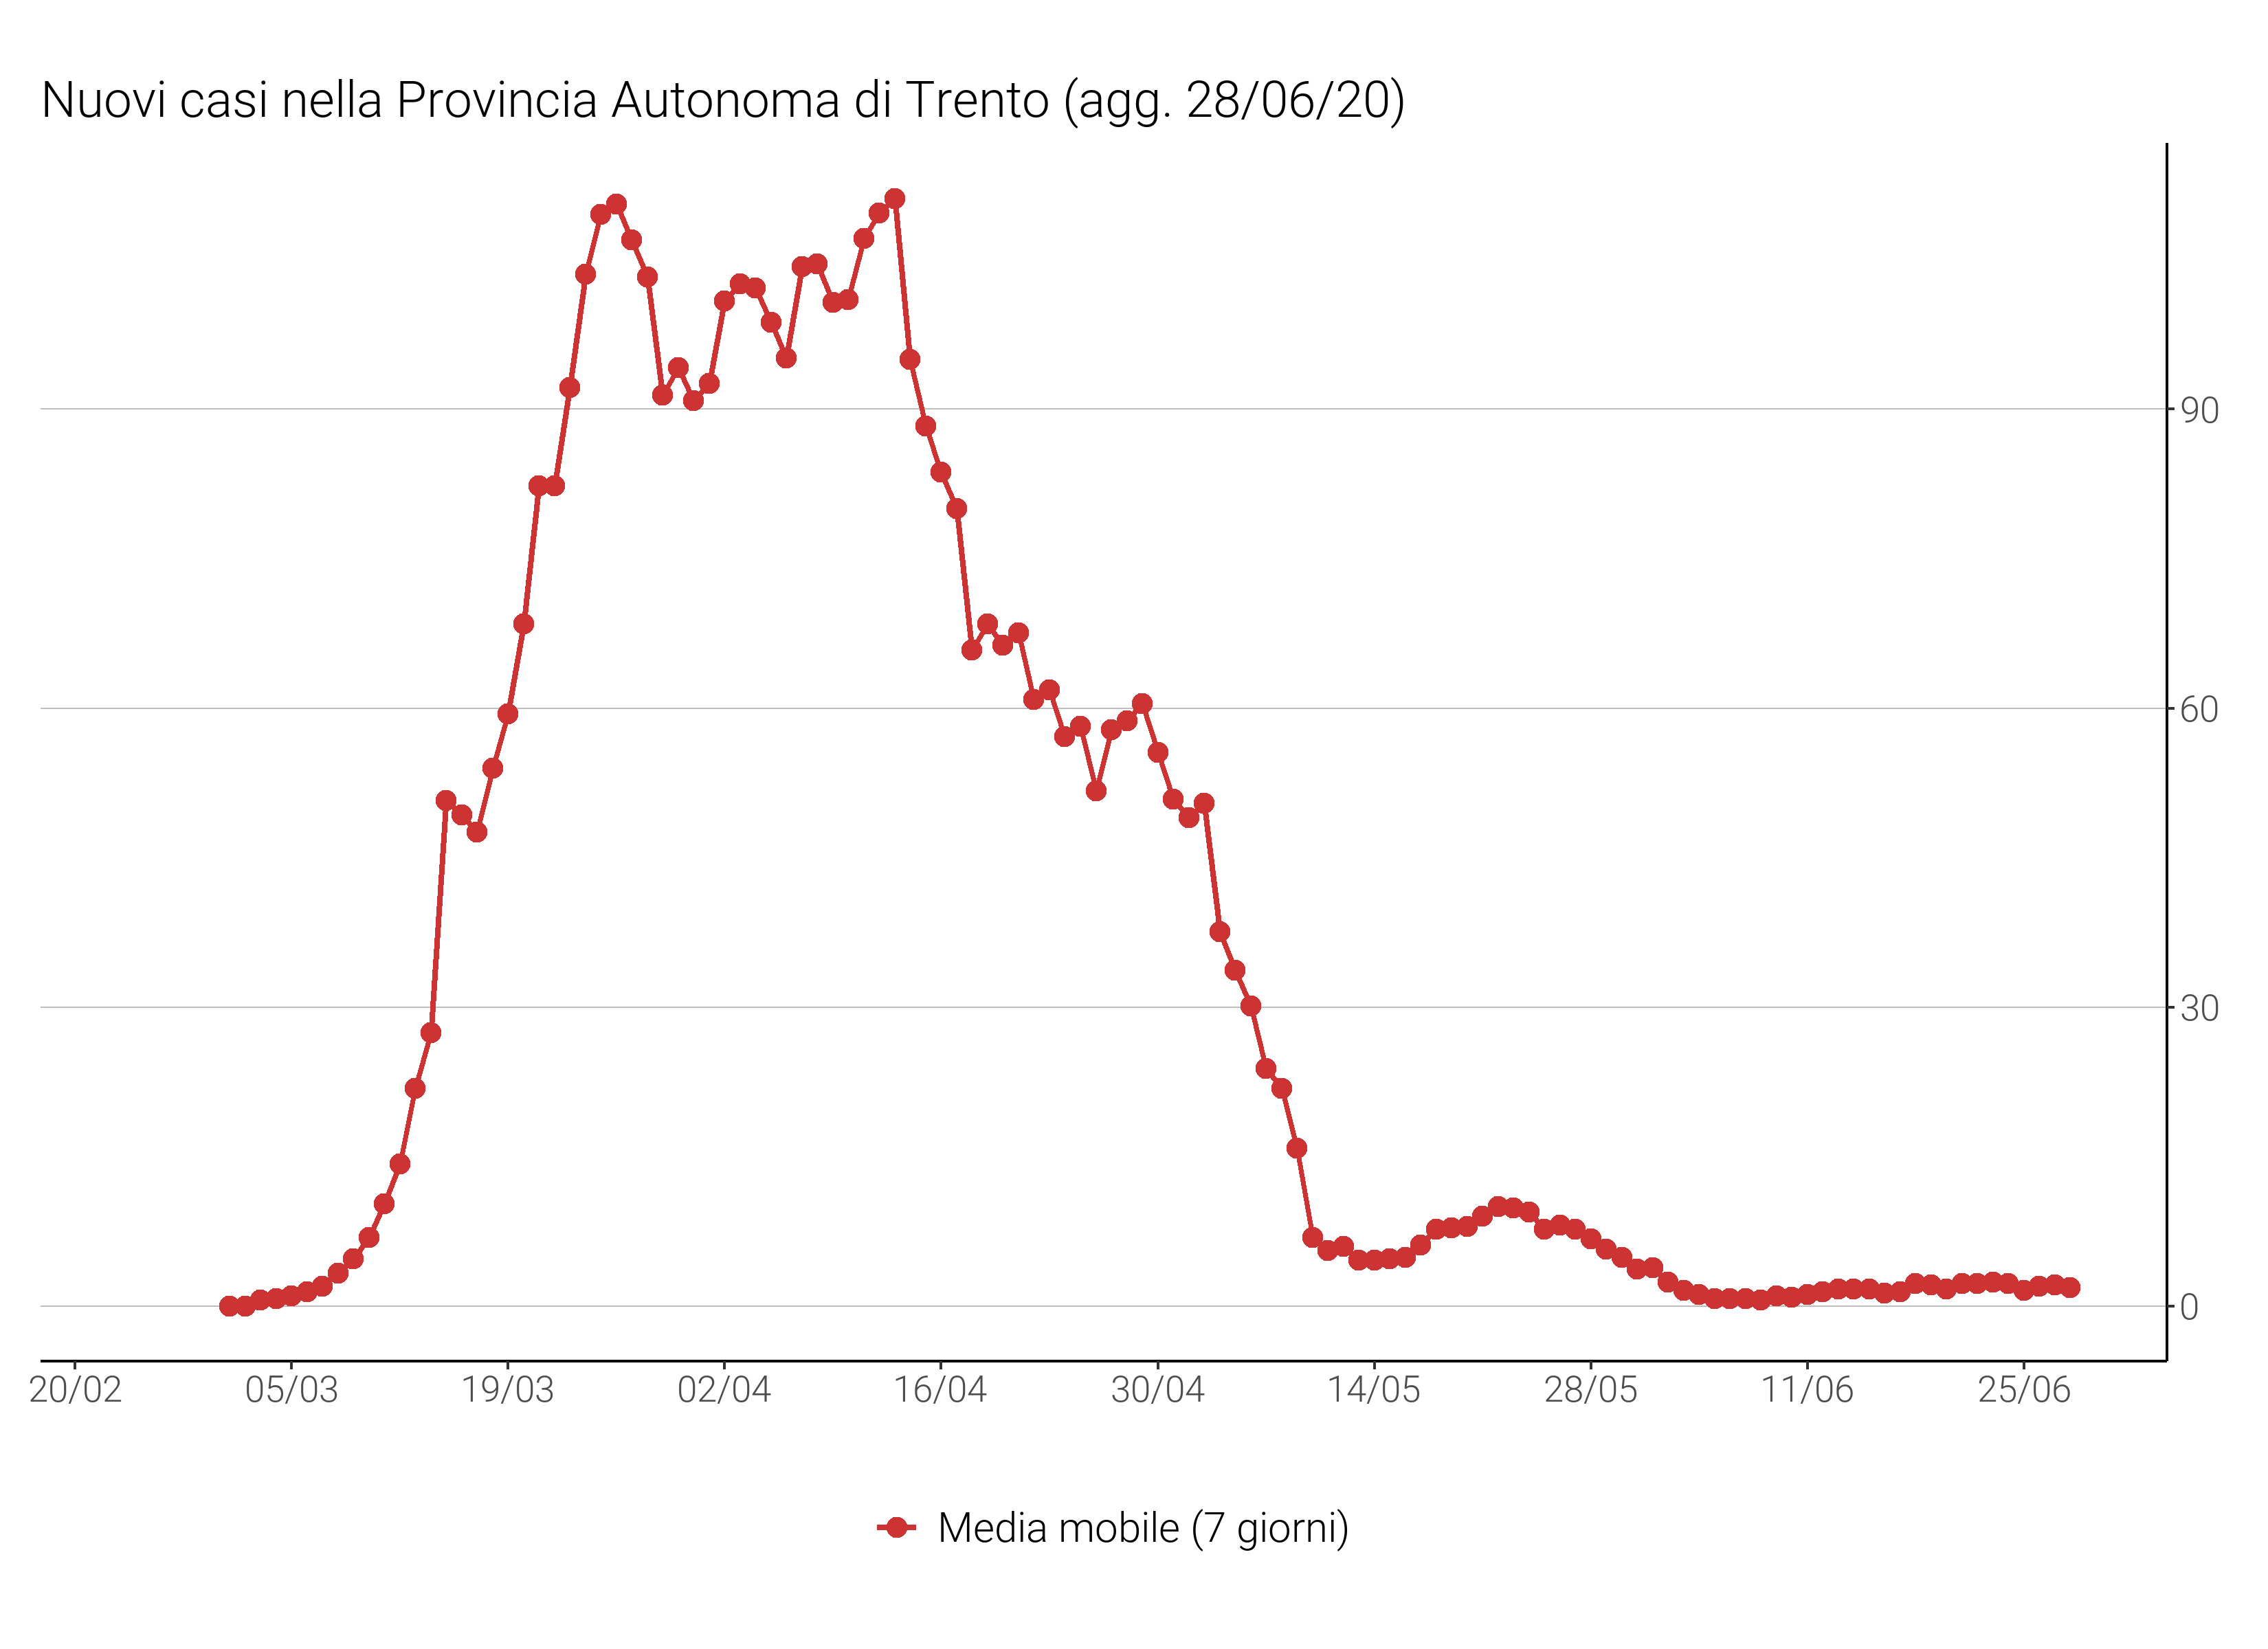 Nuovi casi nella Provincia Autonoma di Trento (agg. 28/06/20)
90
60
30
0
20/02 05/03 19/03 02/04 16/04 30/04 14/05 28/05 11/06 25/06
Media mobile (7 giorni)